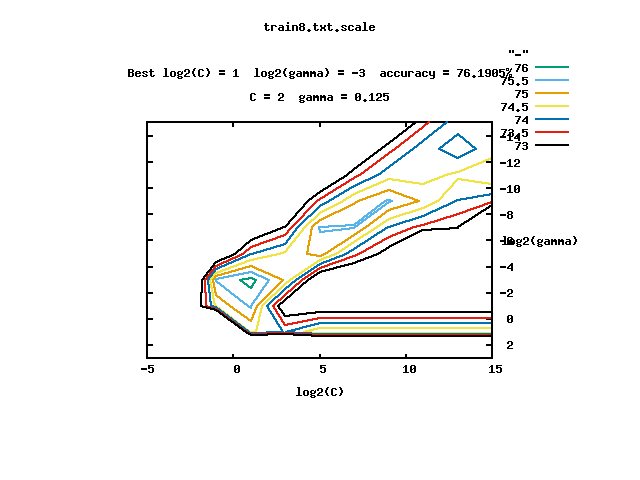 train8.txt.scale
"-"
Best log2(C) = 1 log2(gamma) = -3 accuracy = 76.1905%
C = 2 gamma = 0.125
76
75.5
75
74.5
74
73.5
73
-14
-12
-10
-8
-6
log2(gamma)
-4
-2
0
2
-5 0 5 10 15
log2(C)